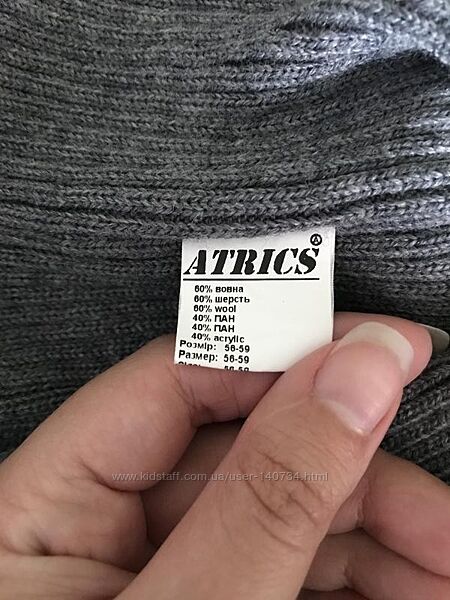 ATRICS
60% вовна
60% шерсть
60% wool
40% ПАН
40% ПАН
40% acrylic
Розмір: 56-59
Размер: 56-59
www.kidstaff.com.ua/user-140734.html